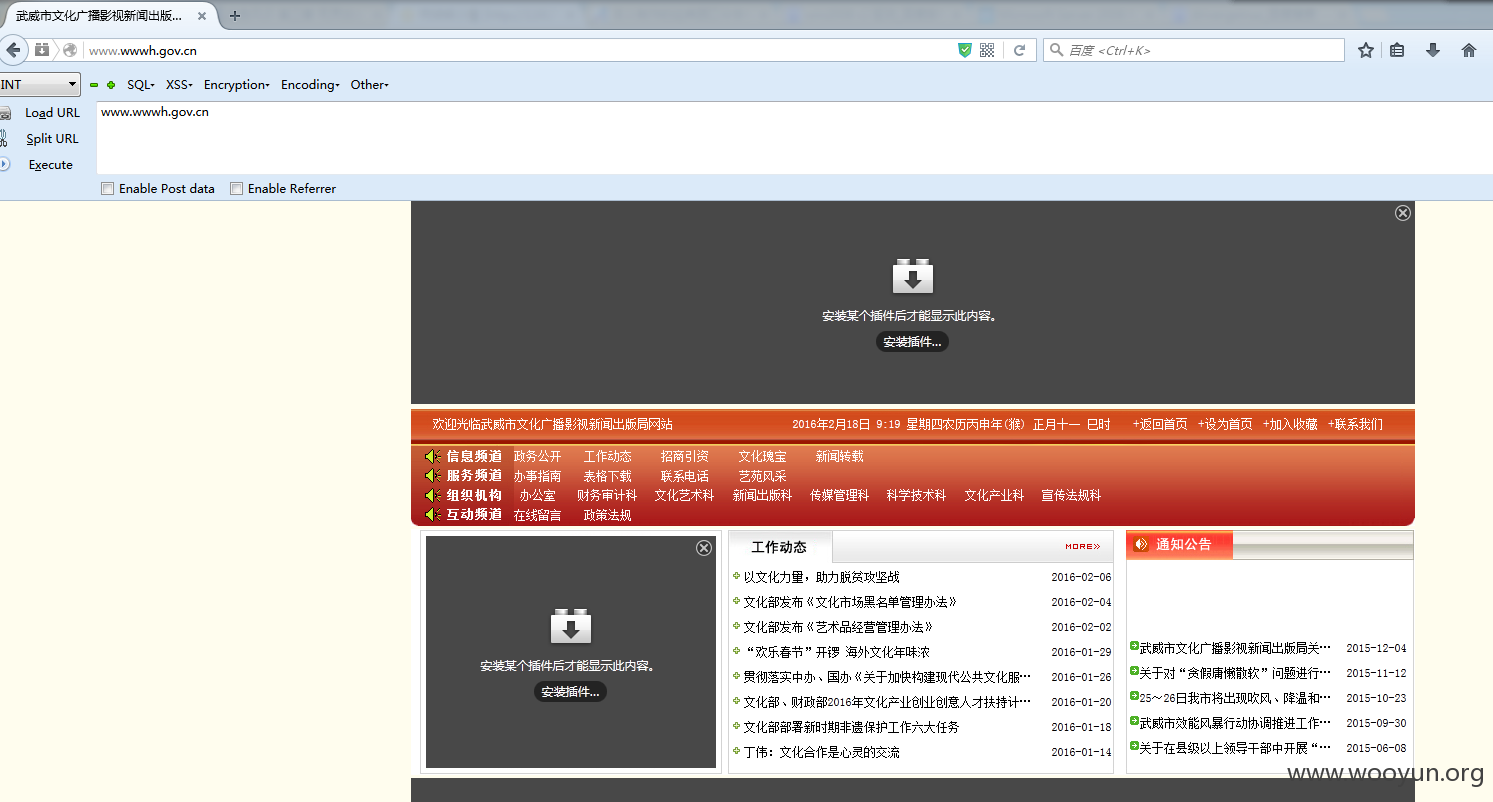 武威市文化广播影视新闻出版...
www.wwwh.gov.cn
百度 <Ctrl+K>
INT SQL XSS Encryption Encoding Other
Load URL www.wwwh.gov.cn
Split URL
Execute
Enable Post data Enable Referrer
安装某个插件后才能显示此内容。
安装插件...
欢迎光临武威市文化广播影视新闻出版局网站 2016年2月18日 9:19 星期四农历丙申年(猴) 正月十一 巳时 +返回首页 +设为首页 +加入收藏 +联系我们
信息频道 政务公开 工作动态 招商引资 文化瑰宝 新闻转载
服务频道 办事指南 表格下载 联系电话 艺苑风采
组织机构 办公室 财务审计科 文化艺术科 新闻出版科 传媒管理科 科学技术科 文化产业科 宣传法规科
互动频道 在线留言 政策法规
安装某个插件后才能显示此内容。
安装插件...
工作动态 MORE»
以文化力量，助力脱贫攻坚战 2016-02-06
文化部发布《文化市场黑名单管理办法》 2016-02-04
文化部发布《艺术品经营管理办法》 2016-02-02
“欢乐春节”开锣 海外文化年味浓 2016-01-29
贯彻落实中办、国办《关于加快构建现代公共文化服… 2016-01-26
文化部、财政部2016年文化产业创业创意人才扶持计… 2016-01-20
文化部部署新时期非遗保护工作六大任务 2016-01-18
丁伟：文化合作是心灵的交流 2016-01-14
通知公告
武威市文化广播影视新闻出版局关… 2015-12-04
关于对“贪假庸懒散软”问题进行… 2015-11-12
25～26日我市将出现吹风、降温和… 2015-10-23
武威市效能风暴行动协调推进工作… 2015-09-30
关于在县级以上领导干部中开展“… 2015-06-08
www.wooyun.org